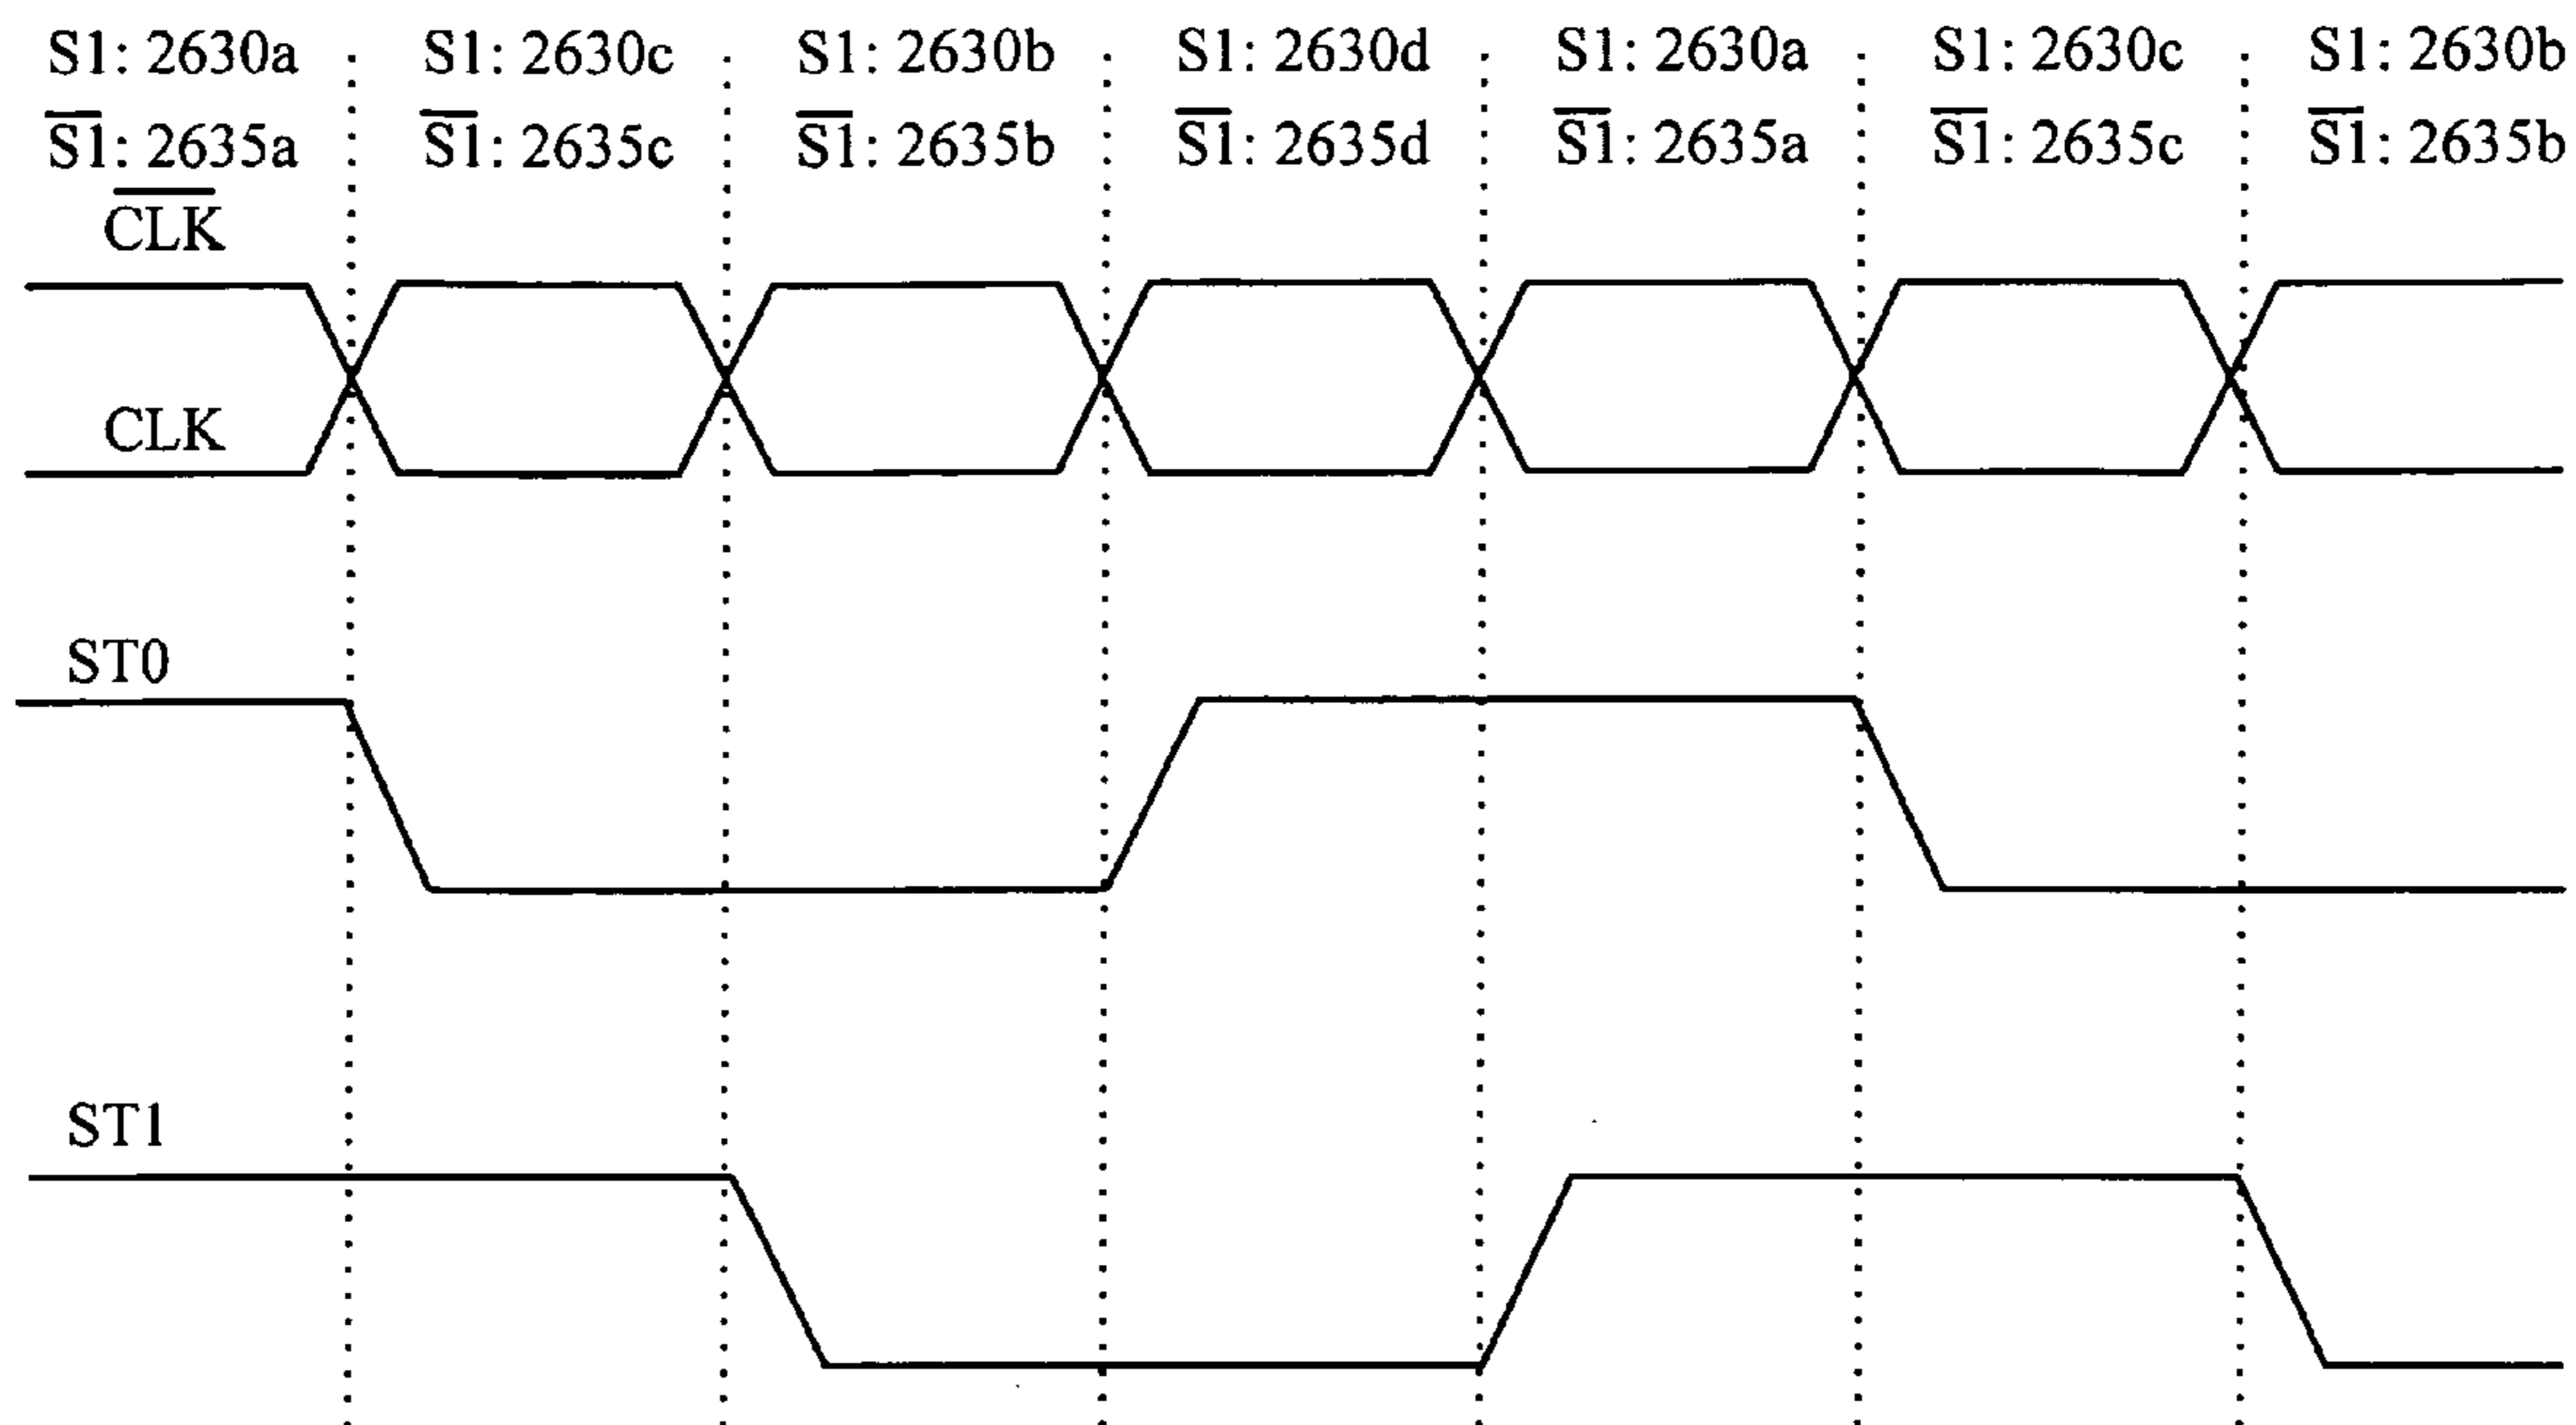 S1: 2630a S1: 2630c S1: 2630b S1: 2630d S1: 2630a S1: 2630c S1: 2630b
S̅1̅: 2635a S̅1̅: 2635c S̅1̅: 2635b S̅1̅: 2635d S̅1̅: 2635a S̅1̅: 2635c S̅1̅: 2635b
C̅L̅K̅
CLK
ST0
ST1